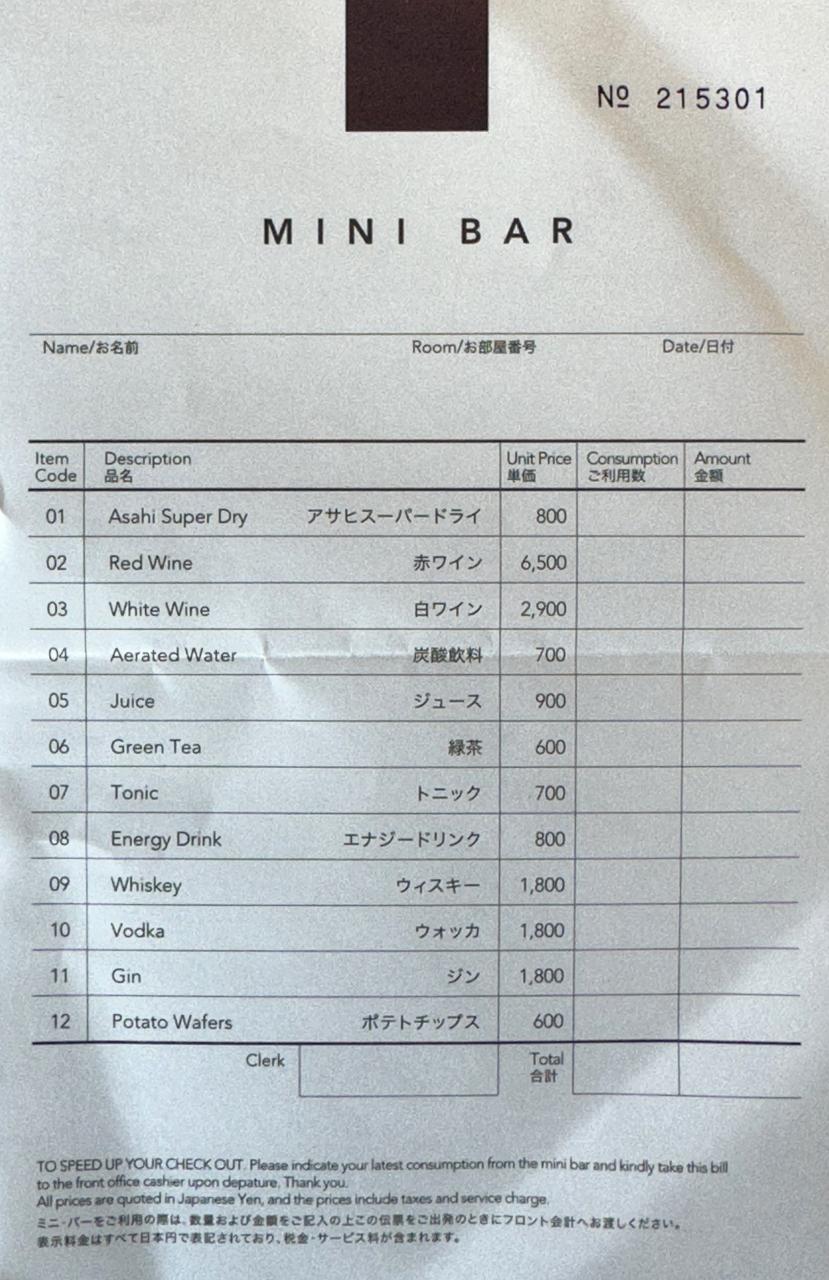 Nº 215301
MINI BAR
Name/お名前 Room/お部屋番号 Date/日付
Item Code Description 品名 Unit Price 単価 Consumption ご利用数 Amount 金額
01 Asahi Super Dry アサヒスーパードライ 800
02 Red Wine 赤ワイン 6,500
03 White Wine 白ワイン 2,900
04 Aerated Water 炭酸飲料 700
05 Juice ジュース 900
06 Green Tea 緑茶 600
07 Tonic トニック 700
08 Energy Drink エナジードリンク 800
09 Whiskey ウィスキー 1,800
10 Vodka ウォッカ 1,800
11 Gin ジン 1,800
12 Potato Wafers ポテトチップス 600
Clerk Total 合計
TO SPEED UP YOUR CHECK OUT. Please indicate your latest consumption from the mini bar and kindly take this bill
to the front office cashier upon depature. Thank you.
All prices are quoted in Japanese Yen, and the prices include taxes and service charge.
ミニ・バーをご利用の際は、数量および金額をご記入の上この伝票をご出発のときにフロント会計へお渡しください。
表示料金はすべて日本円で表記されており、税金・サービス料が含まれます。